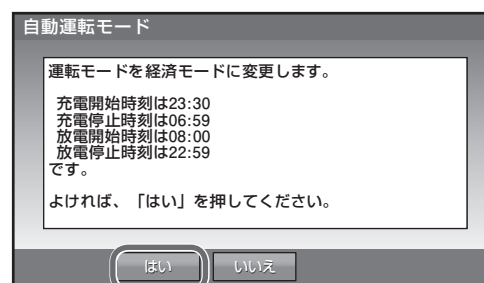 自動運転モード
運転モードを経済モードに変更します。
充電開始時刻は23:30
充電停止時刻は06:59
放電開始時刻は08:00
放電停止時刻は22:59
です。
よければ、「はい」を押してください。
はい
いいえ